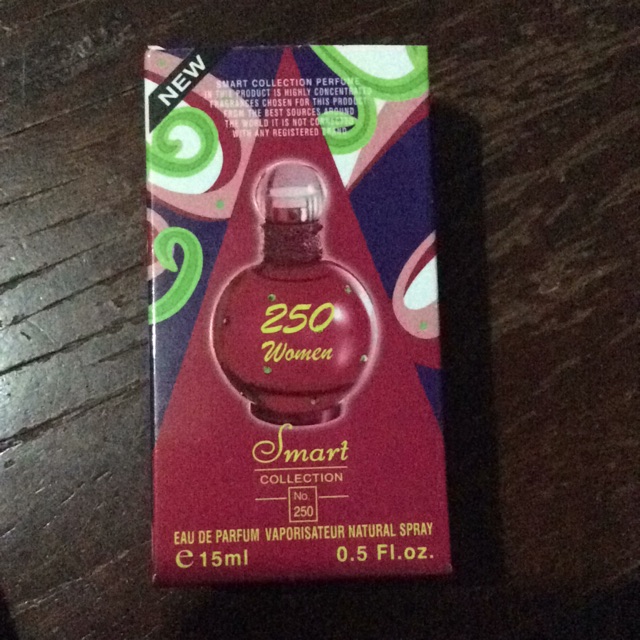 NEW
SMART COLLECTION PERFUME
IN THIS PRODUCT IS HIGHLY CONCENTRATED
FRAGRANCES CHOSEN FOR THIS PRODUCT
FROM THE BEST SOURCES AROUND
THE WORLD IT IS NOT
WITH ANY REGISTERED BRAND
250
Women
Smart
COLLECTION
No.
250
EAU DE PARFUM VAPORISATEUR NATURAL SPRAY
e 15ml 0.5 Fl.oz.